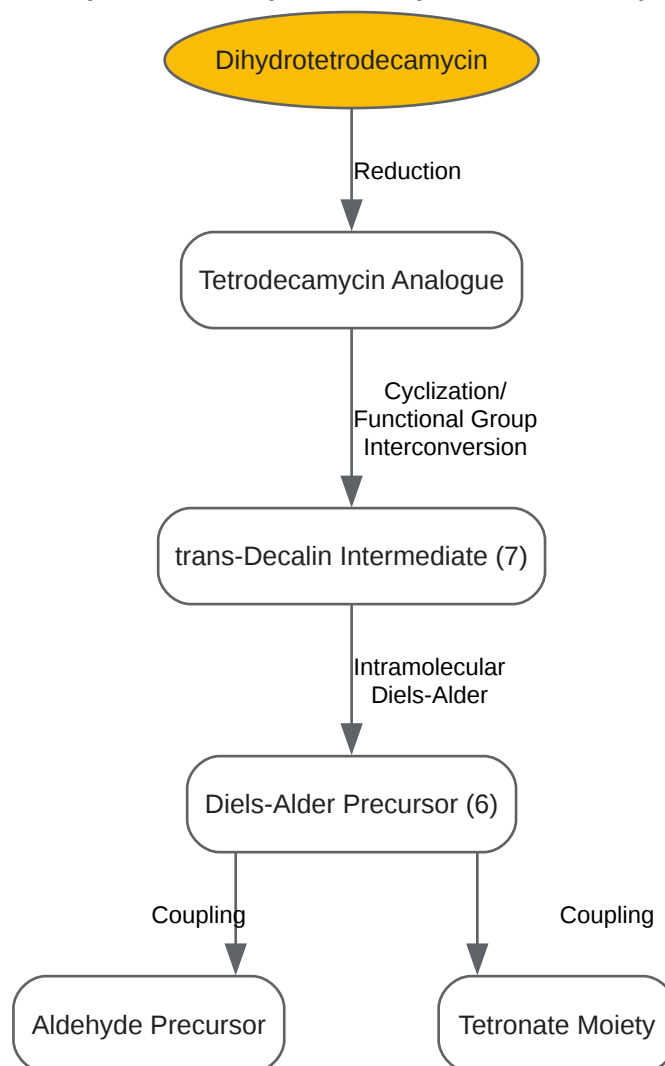 Dihydrotetrodecamycin
Reduction
Tetrodecamycin Analogue
Cyclization/
Functional Group
Interconversion
trans-Decalin Intermediate (7)
Intramolecular
Diels-Alder
Diels-Alder Precursor (6)
Coupling
Coupling
Aldehyde Precursor
Tetronate Moiety